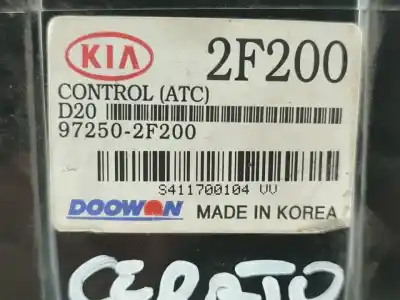 KIA 2F200
CONTROL (ATC)
D20
97250-2F200
S411700104 VV
DOOWON MADE IN KOREA
CERATO